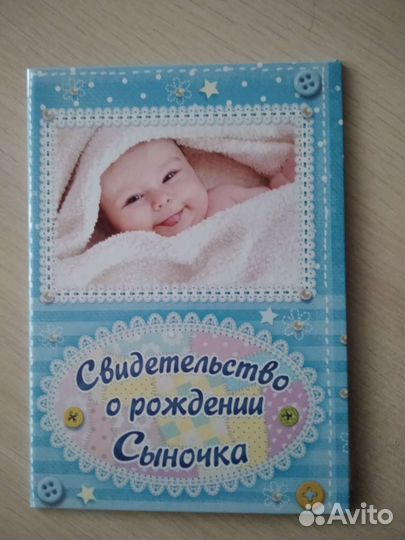 Свидетельство
о рождении
Сыночка
Avito